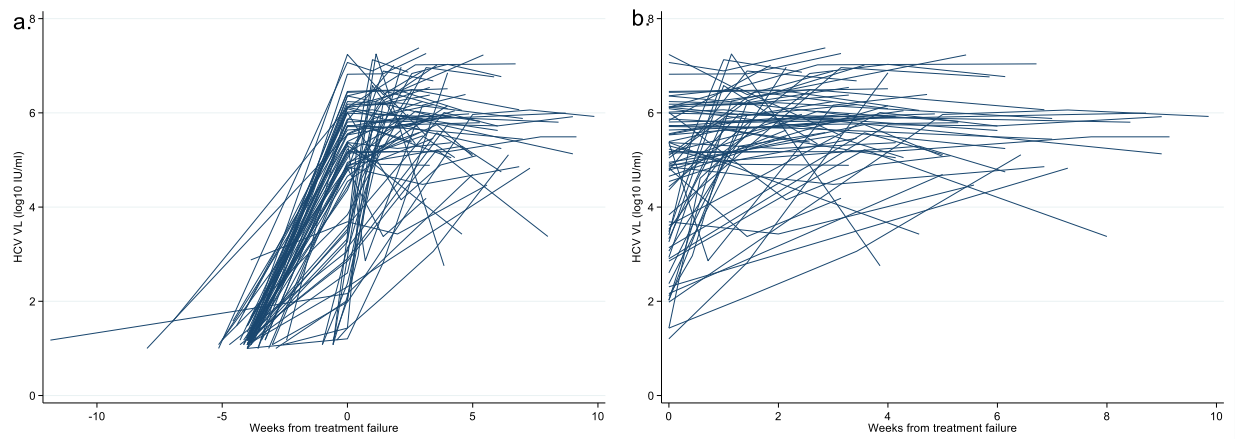 a.
8
6
4
2
0
HCV VL (log10 IU/ml)
-10 -5 0 5 10
Weeks from treatment failure
b.
8
6
4
2
0
HCV VL (log10 IU/ml)
0 2 4 6 8 10
Weeks from treatment failure